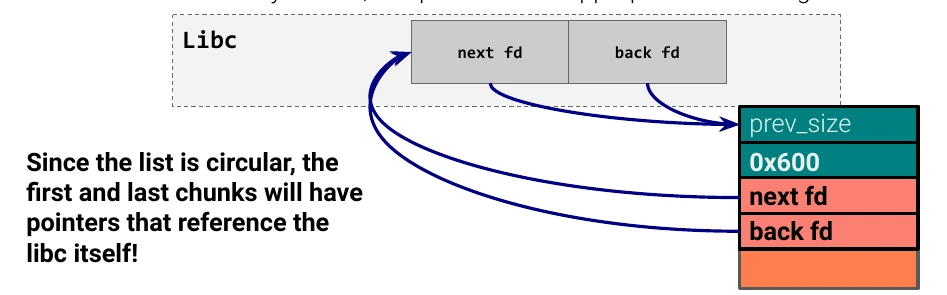 Libc
next fd
back fd
prev_size
0x600
next fd
back fd
Since the list is circular, the
first and last chunks will have
pointers that reference the
libc itself!